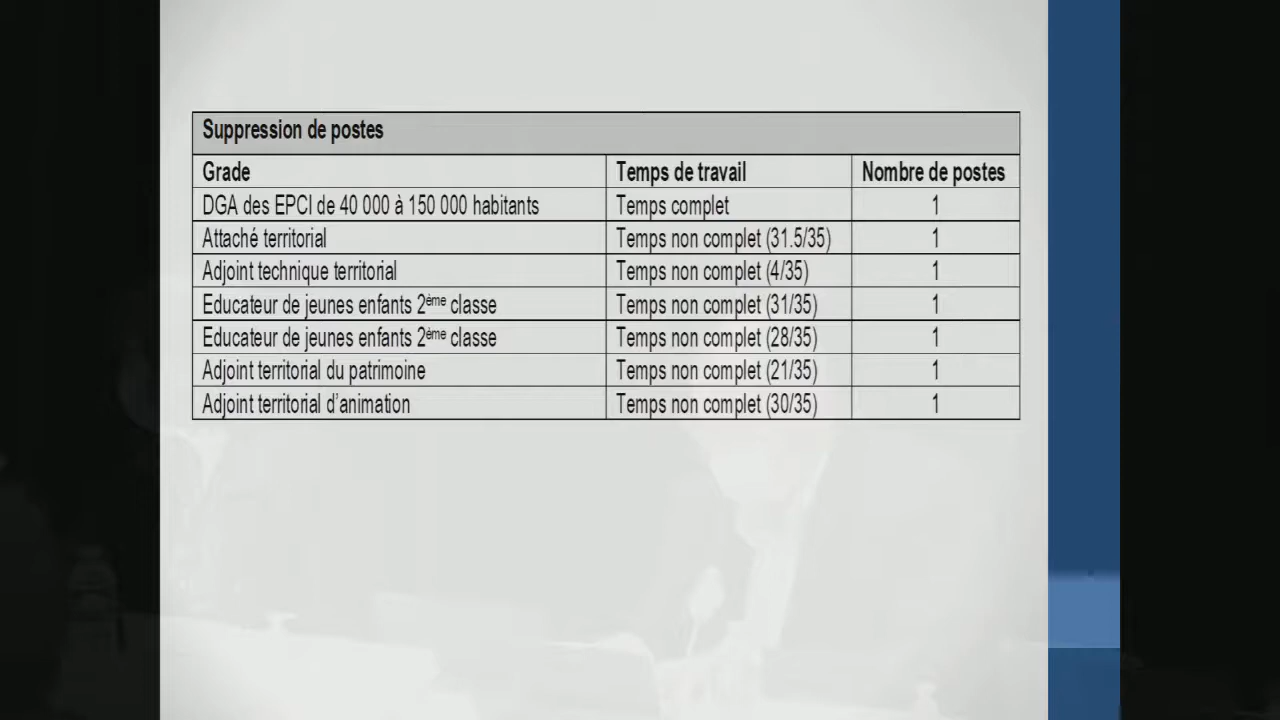 Suppression de postes
Grade Temps de travail Nombre de postes
DGA des EPCI de 40 000 à 150 000 habitants Temps complet 1
Attaché territorial Temps non complet (31.5/35) 1
Adjoint technique territorial Temps non complet (4/35) 1
Educateur de jeunes enfants 2ème classe Temps non complet (31/35) 1
Educateur de jeunes enfants 2ème classe Temps non complet (28/35) 1
Adjoint territorial du patrimoine Temps non complet (21/35) 1
Adjoint territorial d'animation Temps non complet (30/35) 1